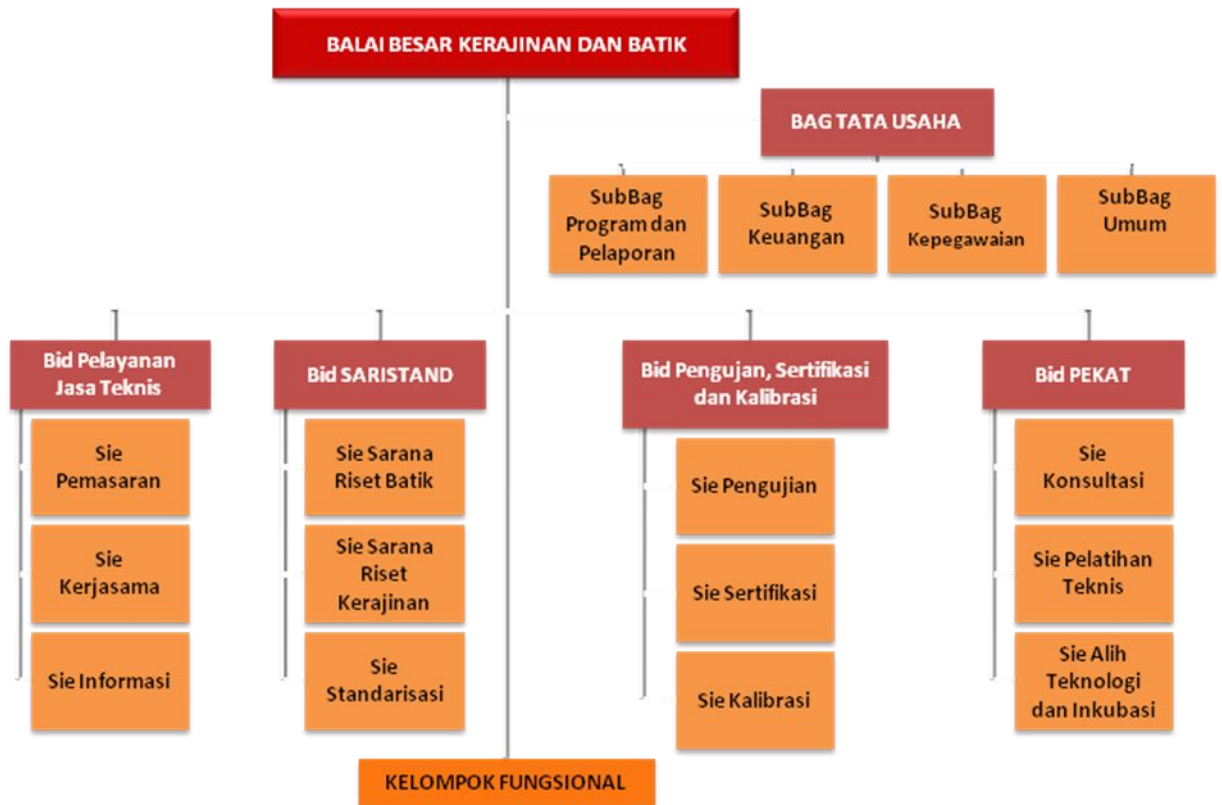 BALAI BESAR KERAJINAN DAN BATIK
BAG TATA USAHA
SubBag
Program dan
Pelaporan
SubBag
Keuangan
SubBag
Kepegawaian
SubBag
Umum
Bid Pelayanan
Jasa Teknis
Sie
Pemasaran
Sie
Kerjasama
Sie Informasi
Bid SARISTAND
Sie Sarana
Riset Batik
Sie Sarana
Riset
Kerajinan
Sie
Standarisasi
Bid Pengujan, Sertifikasi
dan Kalibrasi
Sie Pengujian
Sie Sertifikasi
Sie Kalibrasi
Bid PEKAT
Sie
Konsultasi
Sie Pelatihan
Teknis
Sie Alih
Teknologi
dan Inkubasi
KELOMPOK FUNGSIONAL